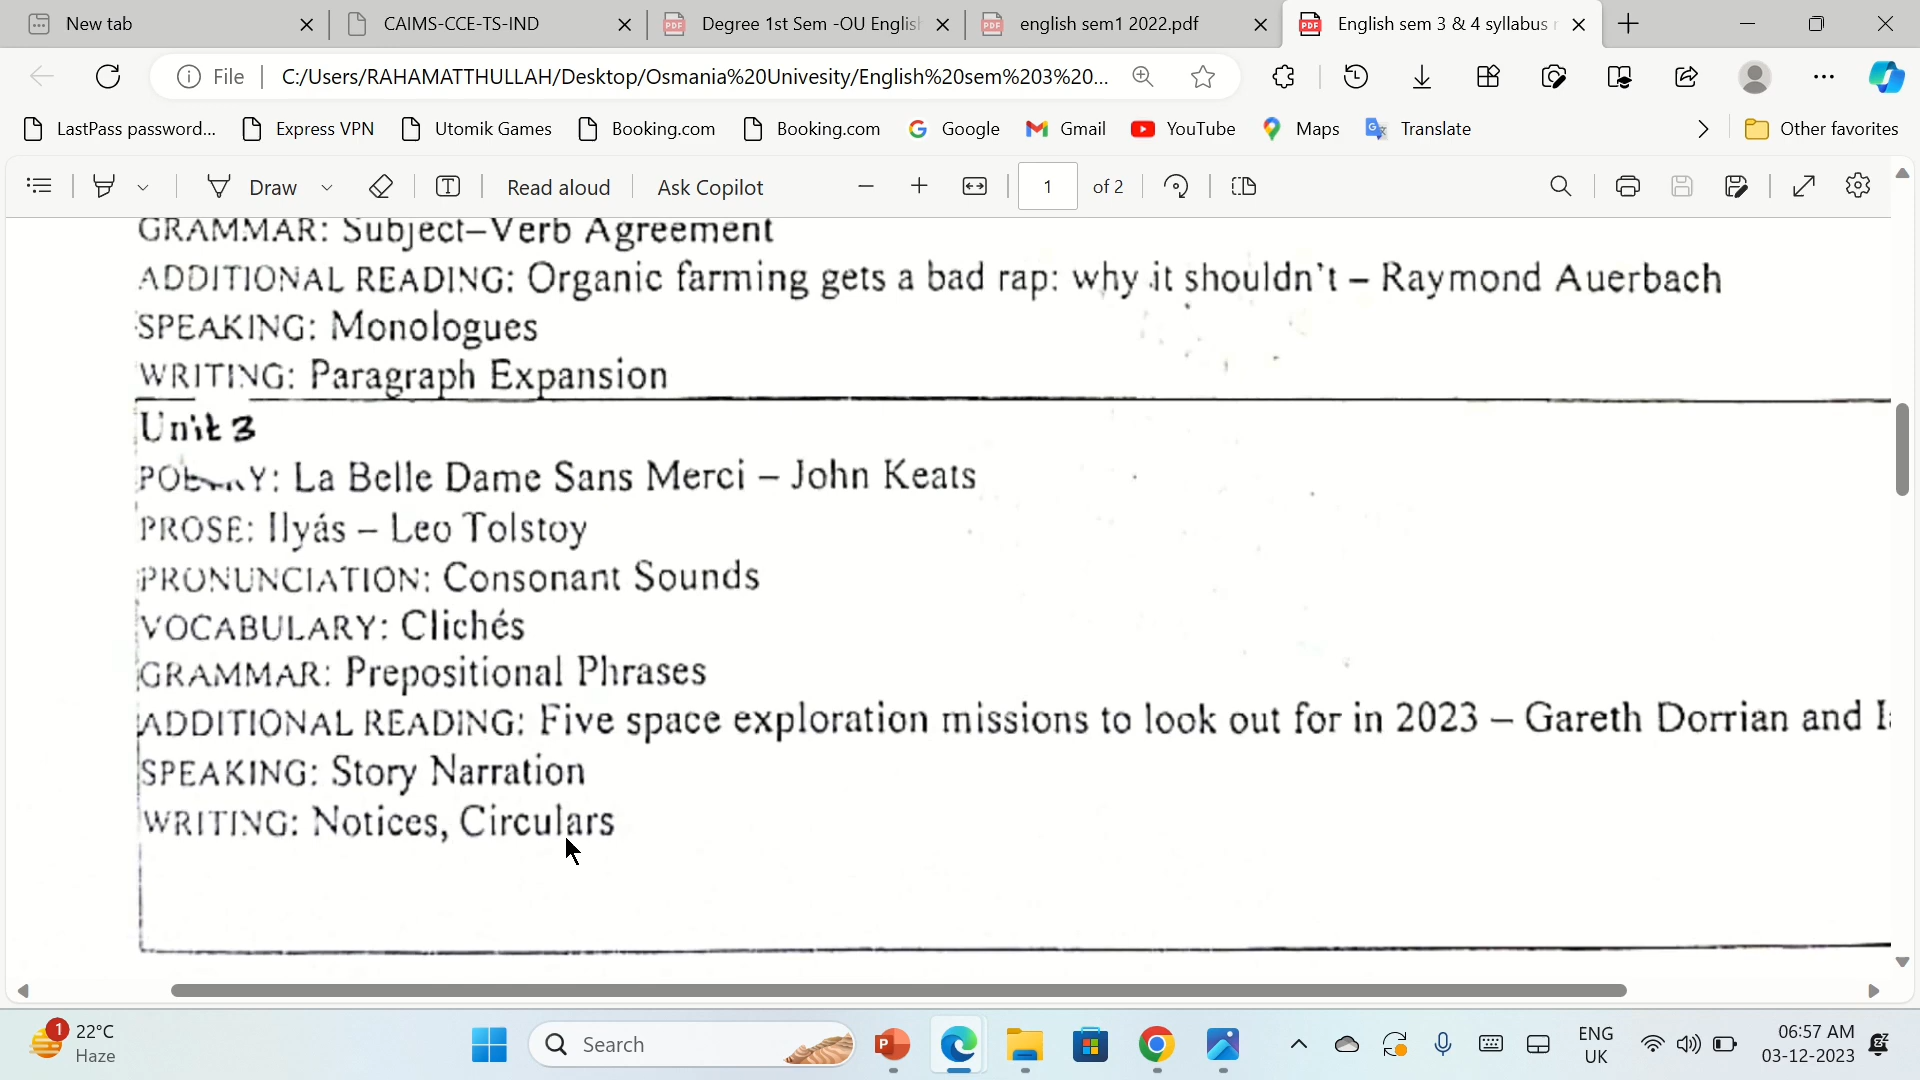 New tab
CAIMS-CCE-TS-IND
Degree 1st Sem -OU English
english sem1 2022.pdf
English sem 3 & 4 syllabus
File
C:/Users/RAHAMATTHULLAH/Desktop/Osmania%20Univesity/English%20sem%203%20...
LastPass password...
Express VPN
Utomik Games
Booking.com
Booking.com
Google
Gmail
YouTube
Maps
Translate
Other favorites
Draw
Read aloud
Ask Copilot
1
of 2
GRAMMAR: Subject–Verb Agreement
ADDITIONAL READING: Organic farming gets a bad rap: why it shouldn't – Raymond Auerbach
SPEAKING: Monologues
WRITING: Paragraph Expansion
Unit 3
POETRY: La Belle Dame Sans Merci – John Keats
PROSE: Ilyás – Leo Tolstoy
PRONUNCIATION: Consonant Sounds
VOCABULARY: Clichés
GRAMMAR: Prepositional Phrases
ADDITIONAL READING: Five space exploration missions to look out for in 2023 – Gareth Dorrian and
SPEAKING: Story Narration
WRITING: Notices, Circulars
1
22°C
Haze
Search
ENG
UK
06:57 AM
03-12-2023